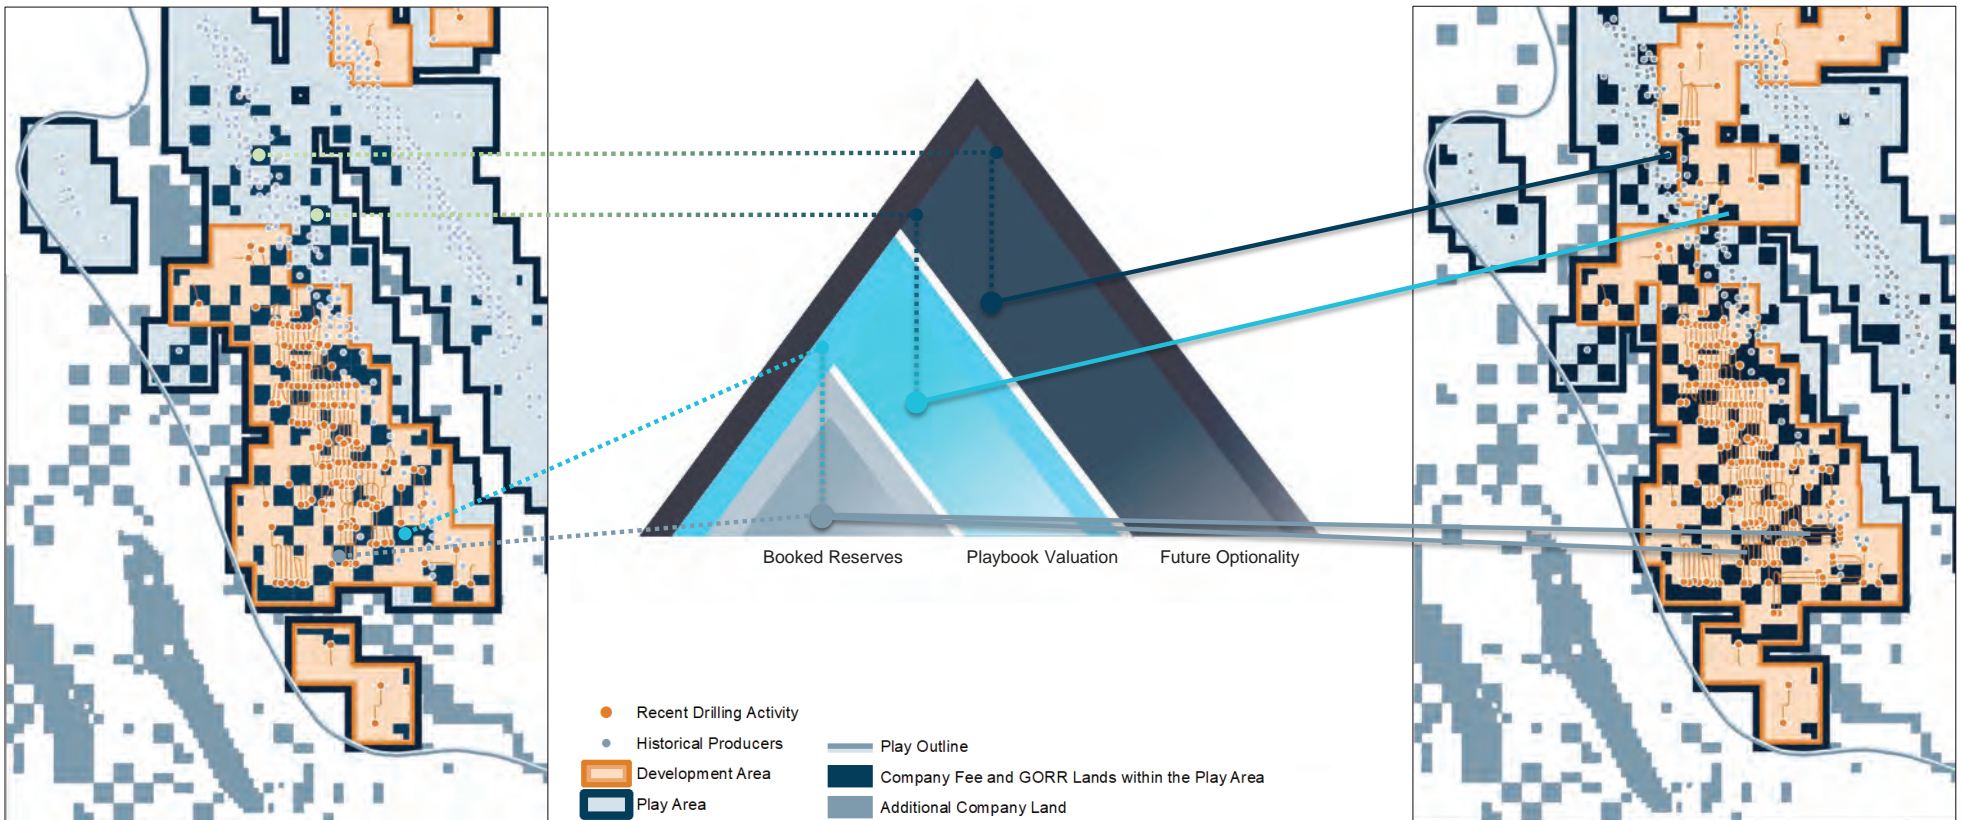 Booked Reserves
Playbook Valuation
Future Optionality
Recent Drilling Activity
Historical Producers
Development Area
Play Area
Play Outline
Company Fee and GORR Lands within the Play Area
Additional Company Land